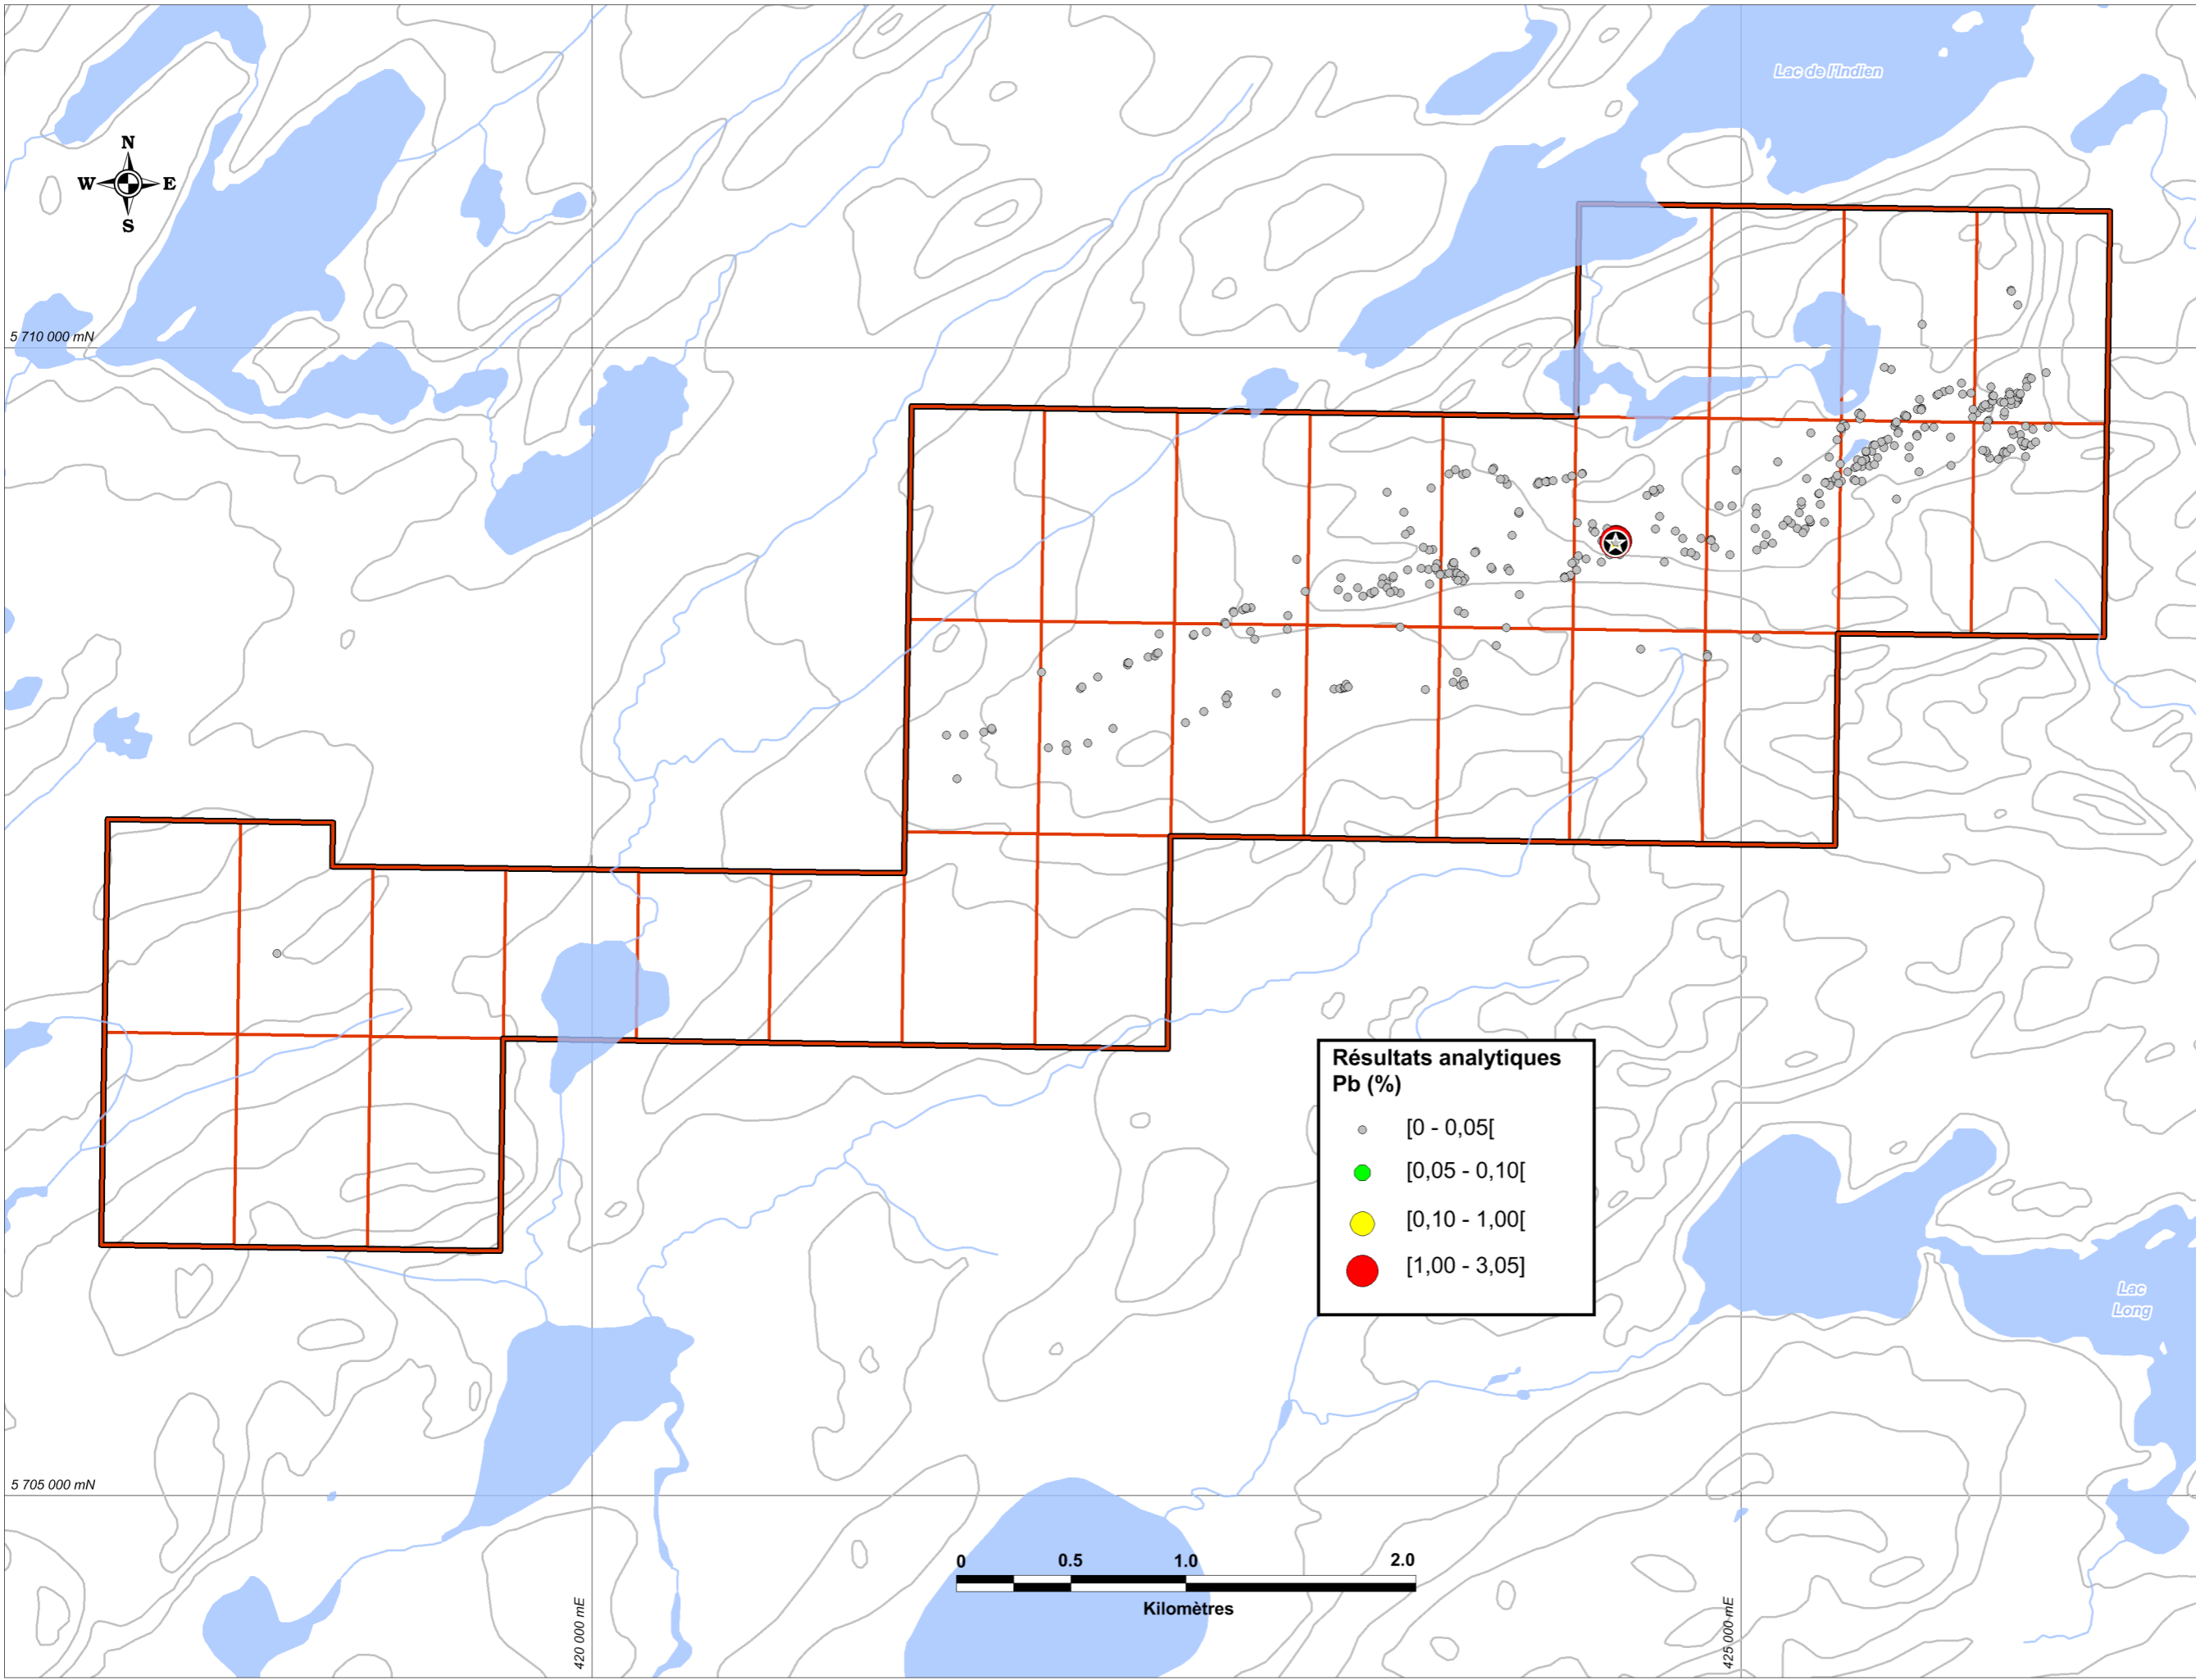 Lac de l'Indien
N
W E
S
5 710 000 mN
Résultats analytiques
Pb (%)
[0 - 0,05[
[0,05 - 0,10[
[0,10 - 1,00[
[1,00 - 3,05]
Lac
Long
5 705 000 mN
0 0.5 1.0 2.0
Kilomètres
420 000 mE
425 000 mE